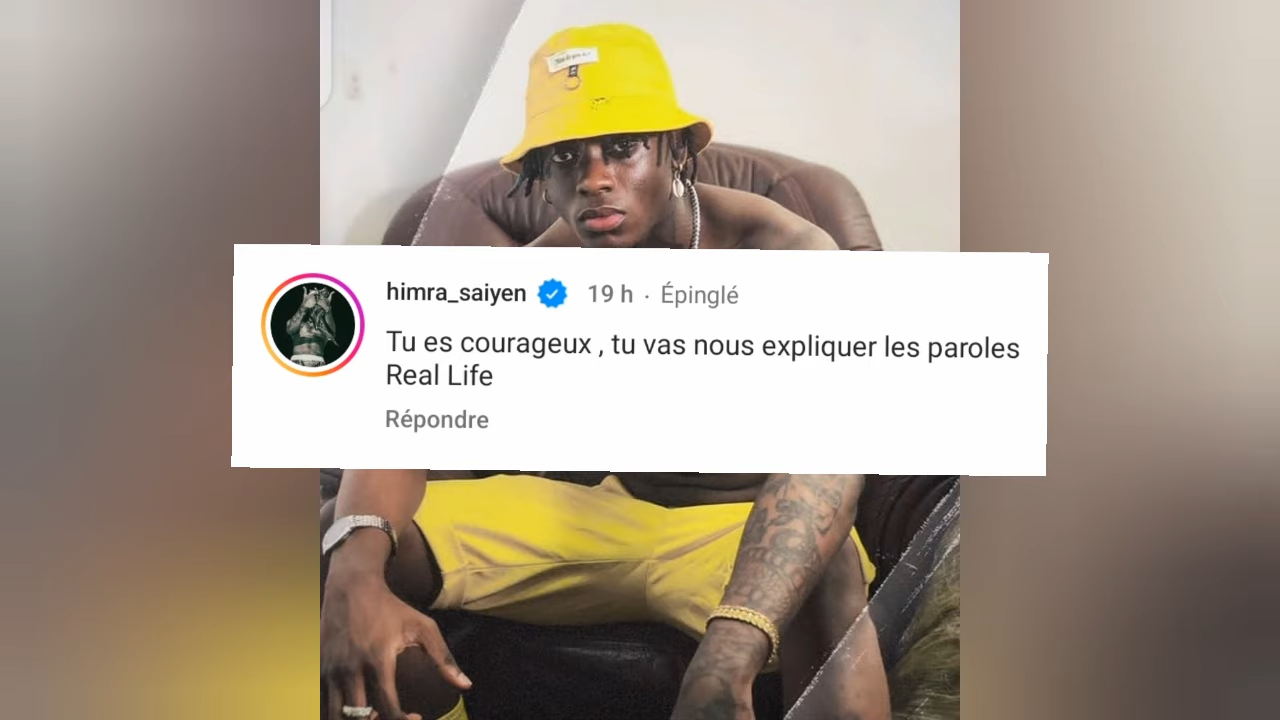 himra_saiyen 19 h · Épinglé
Tu es courageux , tu vas nous expliquer les paroles
Real Life
Répondre